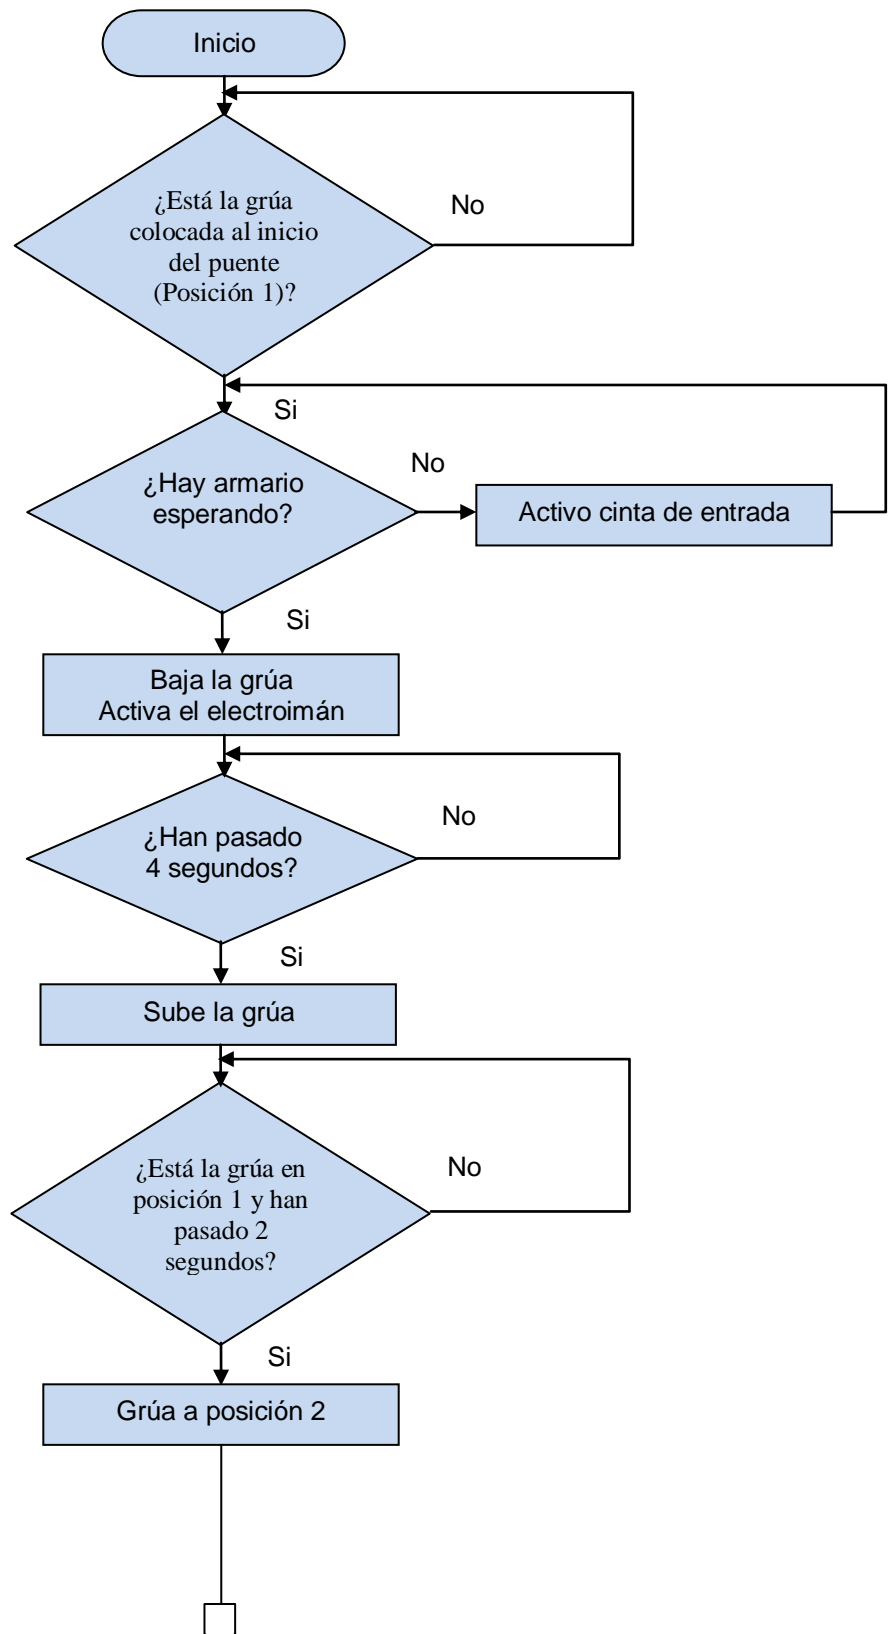 Inicio
¿Está la grúa
colocada al inicio
del puente
(Posición 1)?
No
Si
¿Hay armario
esperando?
No
Activo cinta de entrada
Si
Baja la grúa
Activa el electroimán
¿Han pasado
4 segundos?
No
Si
Sube la grúa
¿Está la grúa en
posición 1 y han
pasado 2
segundos?
No
Si
Grúa a posición 2